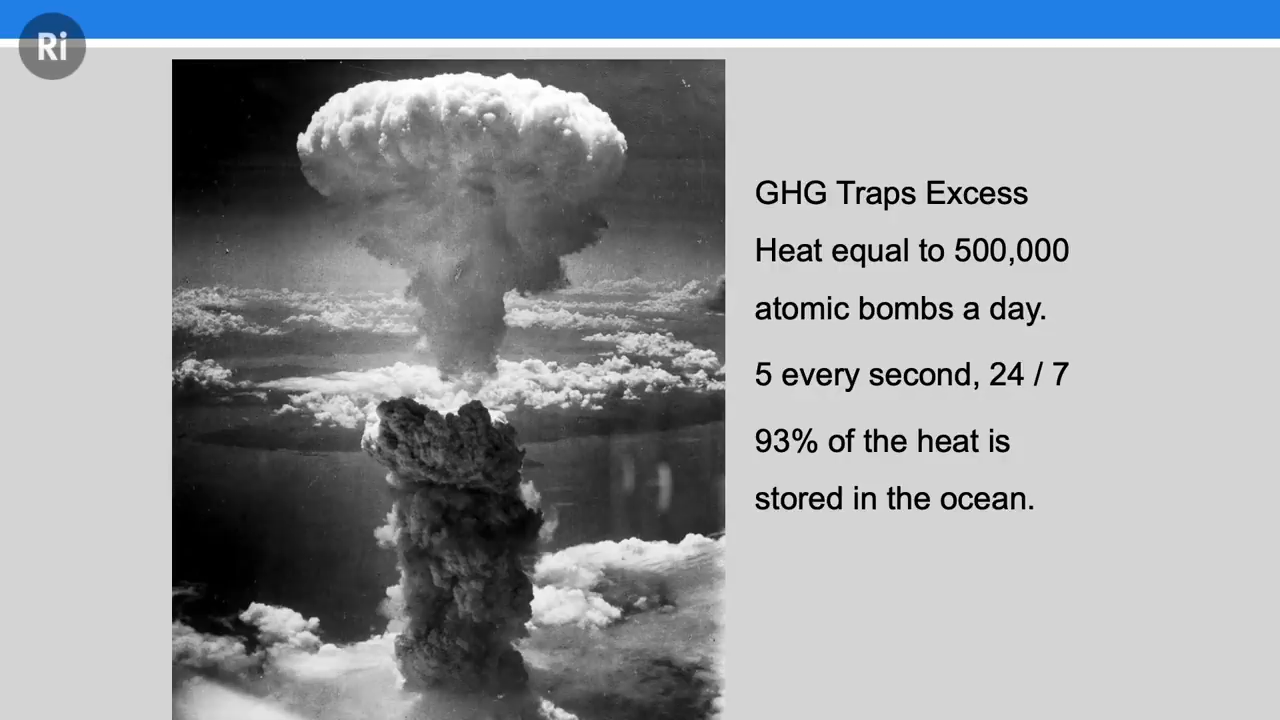 Ri
GHG Traps Excess
Heat equal to 500,000
atomic bombs a day.
5 every second, 24 / 7
93% of the heat is
stored in the ocean.